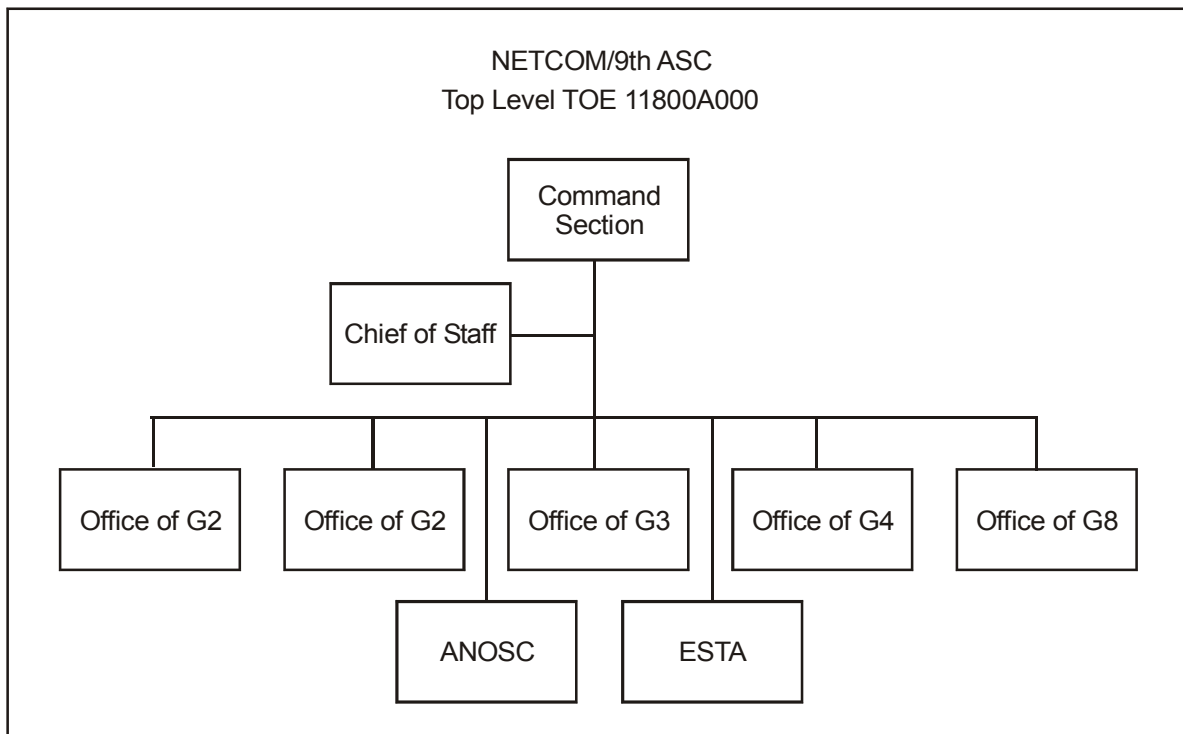 NETCOM/9th ASC
Top Level TOE 11800A000
Command
Section
Chief of Staff
Office of G2
Office of G2
Office of G3
Office of G4
Office of G8
ANOSC
ESTA